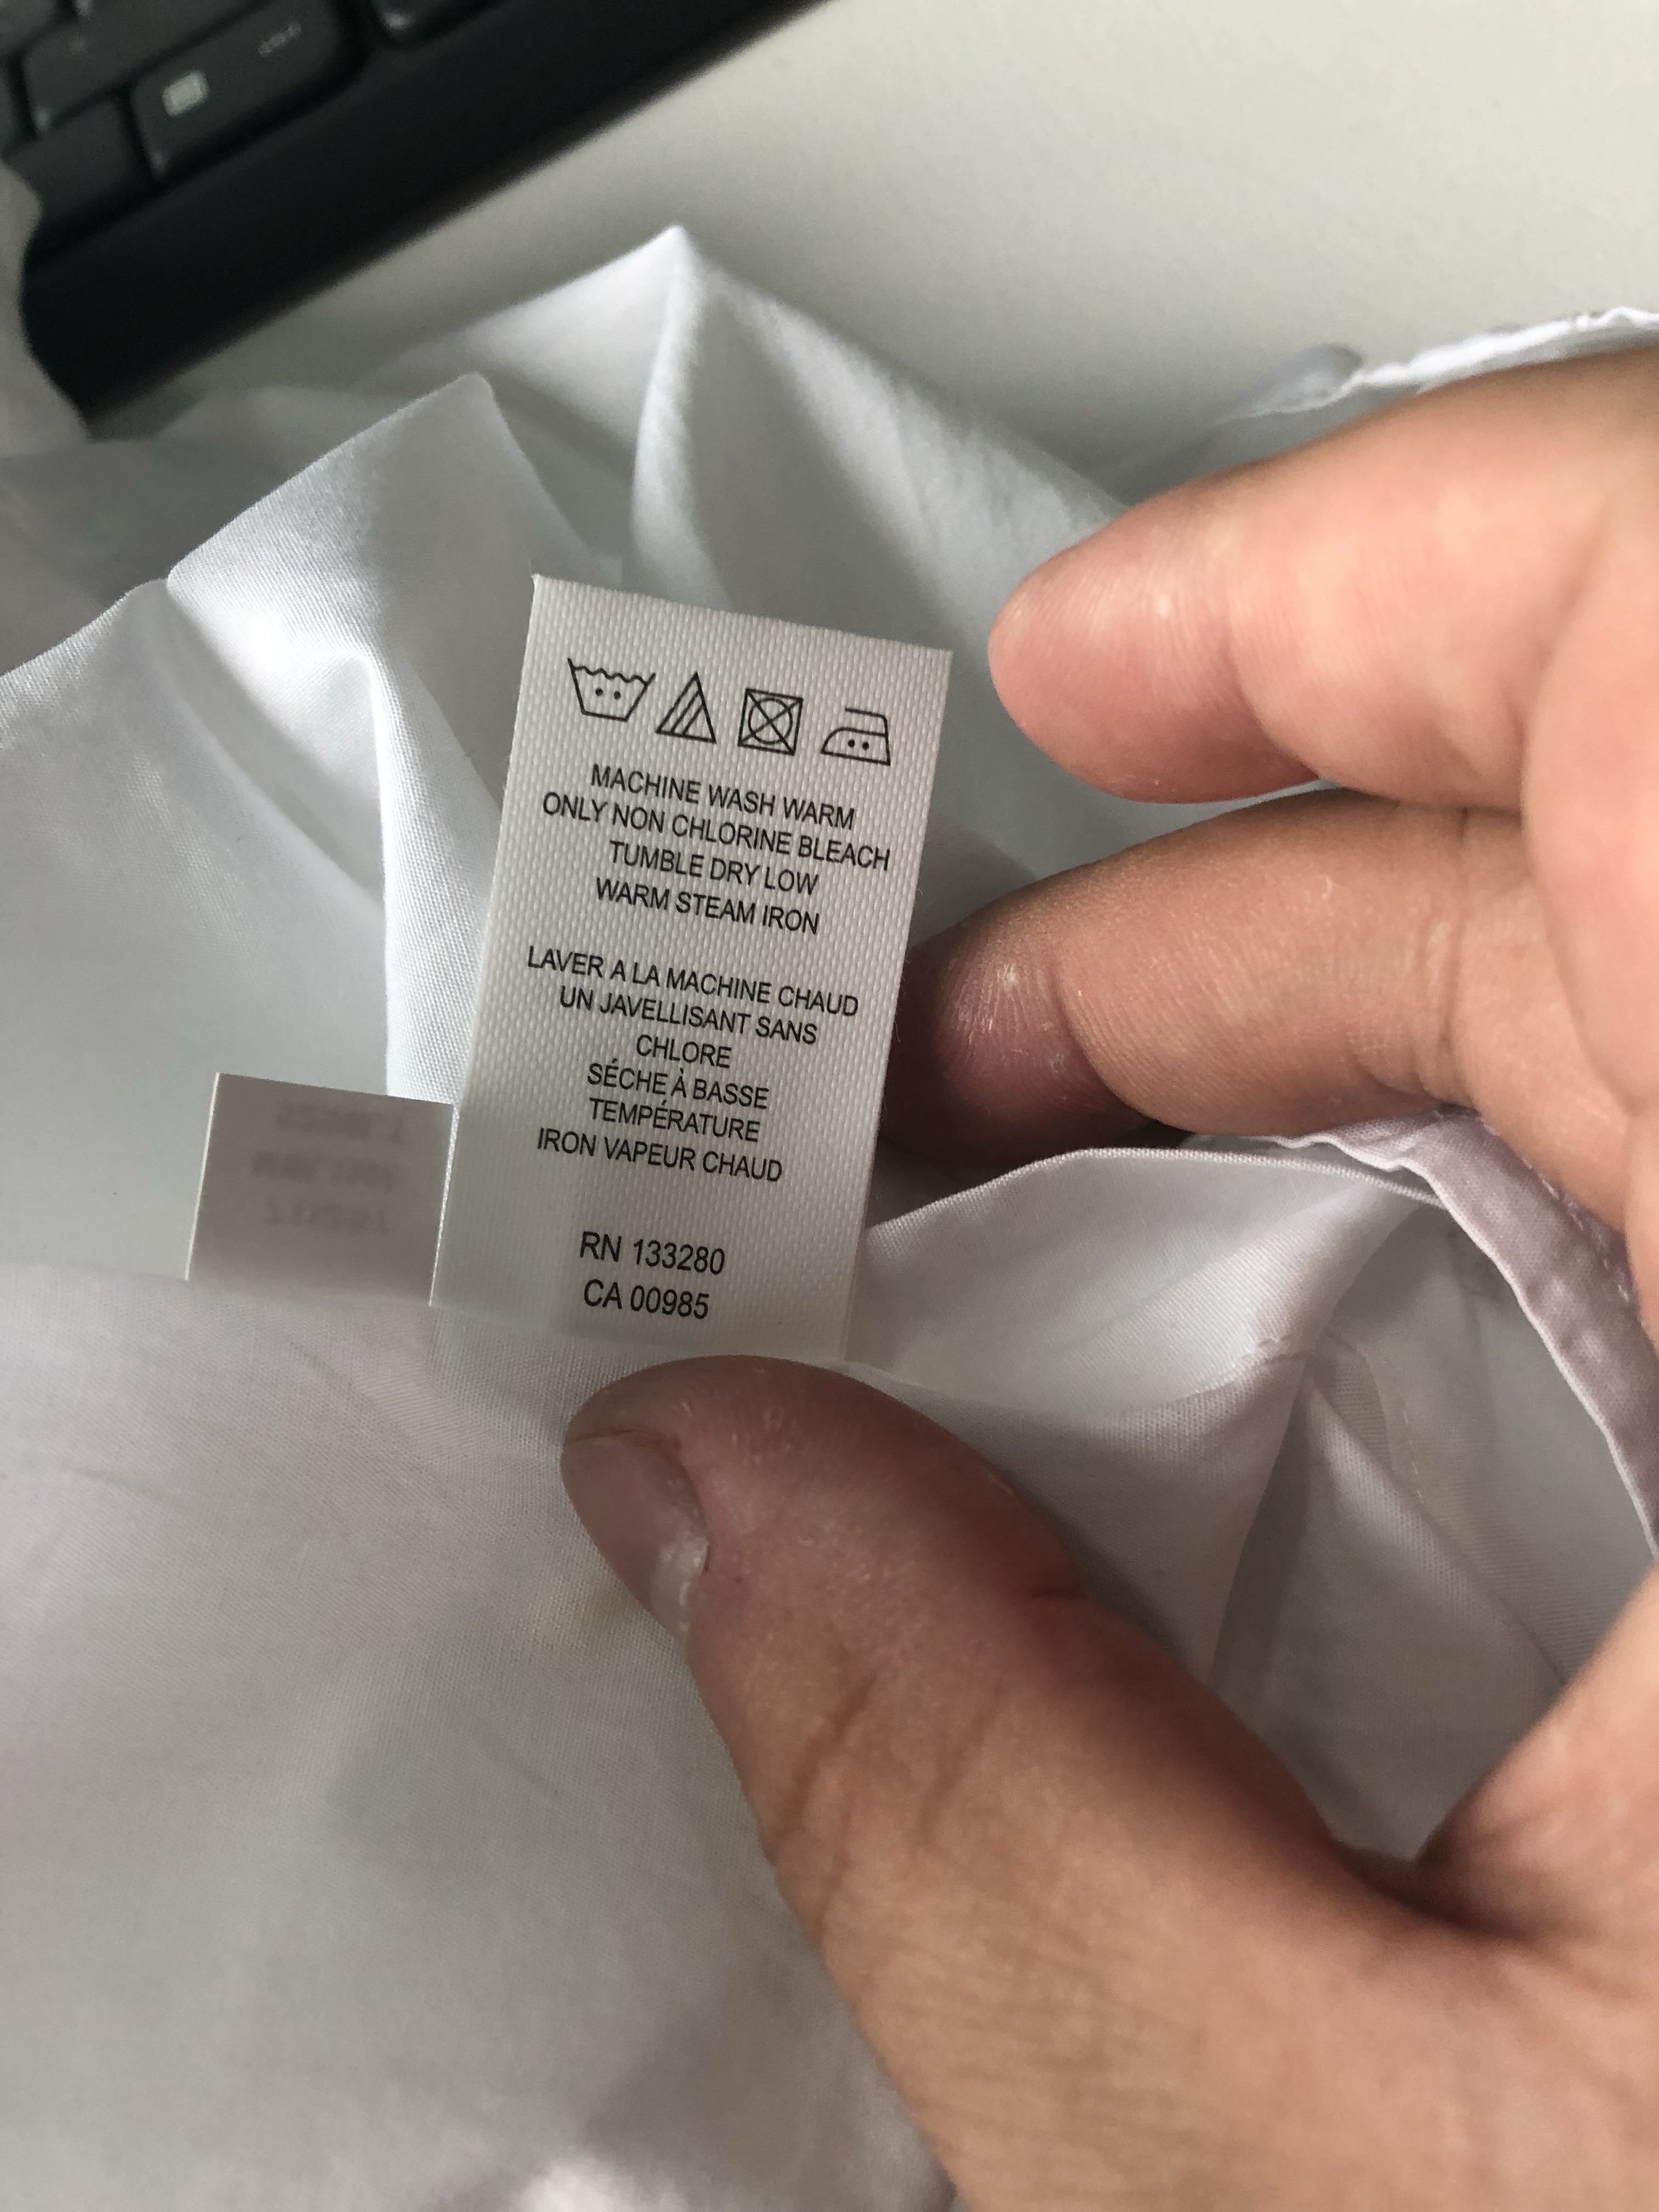 MACHINE WASH WARM
ONLY NON CHLORINE BLEACH
TUMBLE DRY LOW
WARM STEAM IRON
LAVER A LA MACHINE CHAUD
UN JAVELLISANT SANS
CHLORE
SÉCHE À BASSE
TEMPÉRATURE
IRON VAPEUR CHAUD
RN 133280
CA 00985